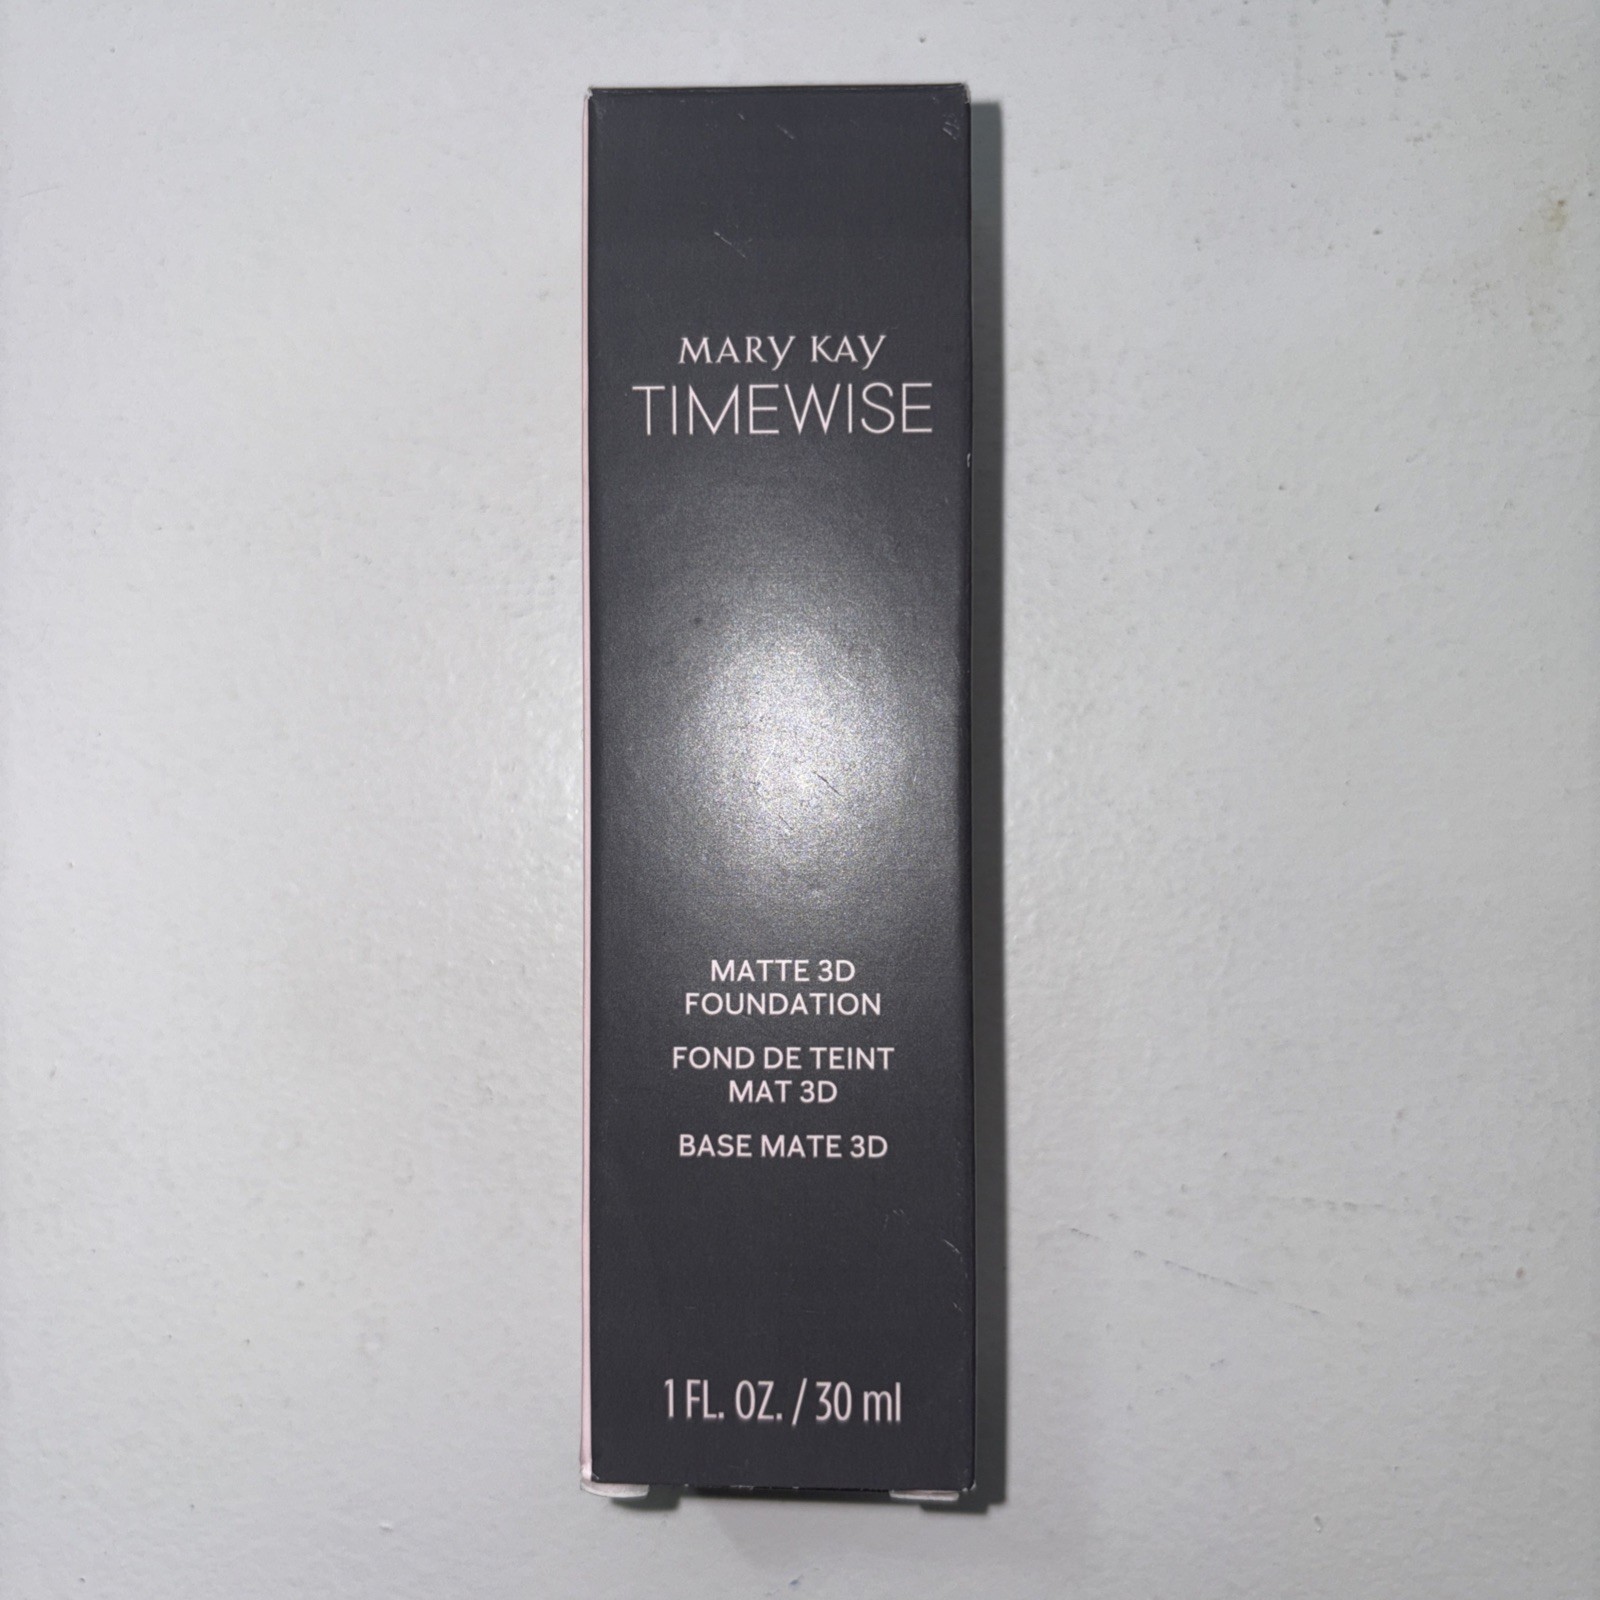 MARY KAY
TIMEWISE
MATTE 3D
FOUNDATION
FOND DE TEINT
MAT 3D
BASE MATE 3D
1 FL. OZ. / 30 ml